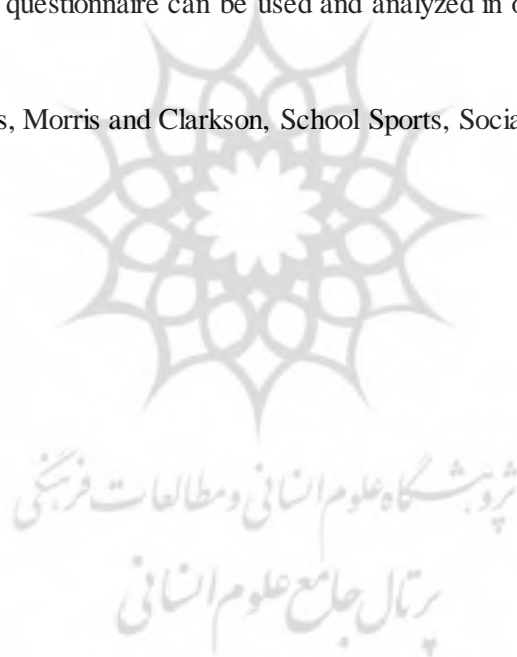 questionnaire can be used and analyzed in
s, Morris and Clarkson, School Sports, Socia
پژوهشگاه علوم انسانی و مطالعات فرهنگی
پرتال جامع علوم انسانی